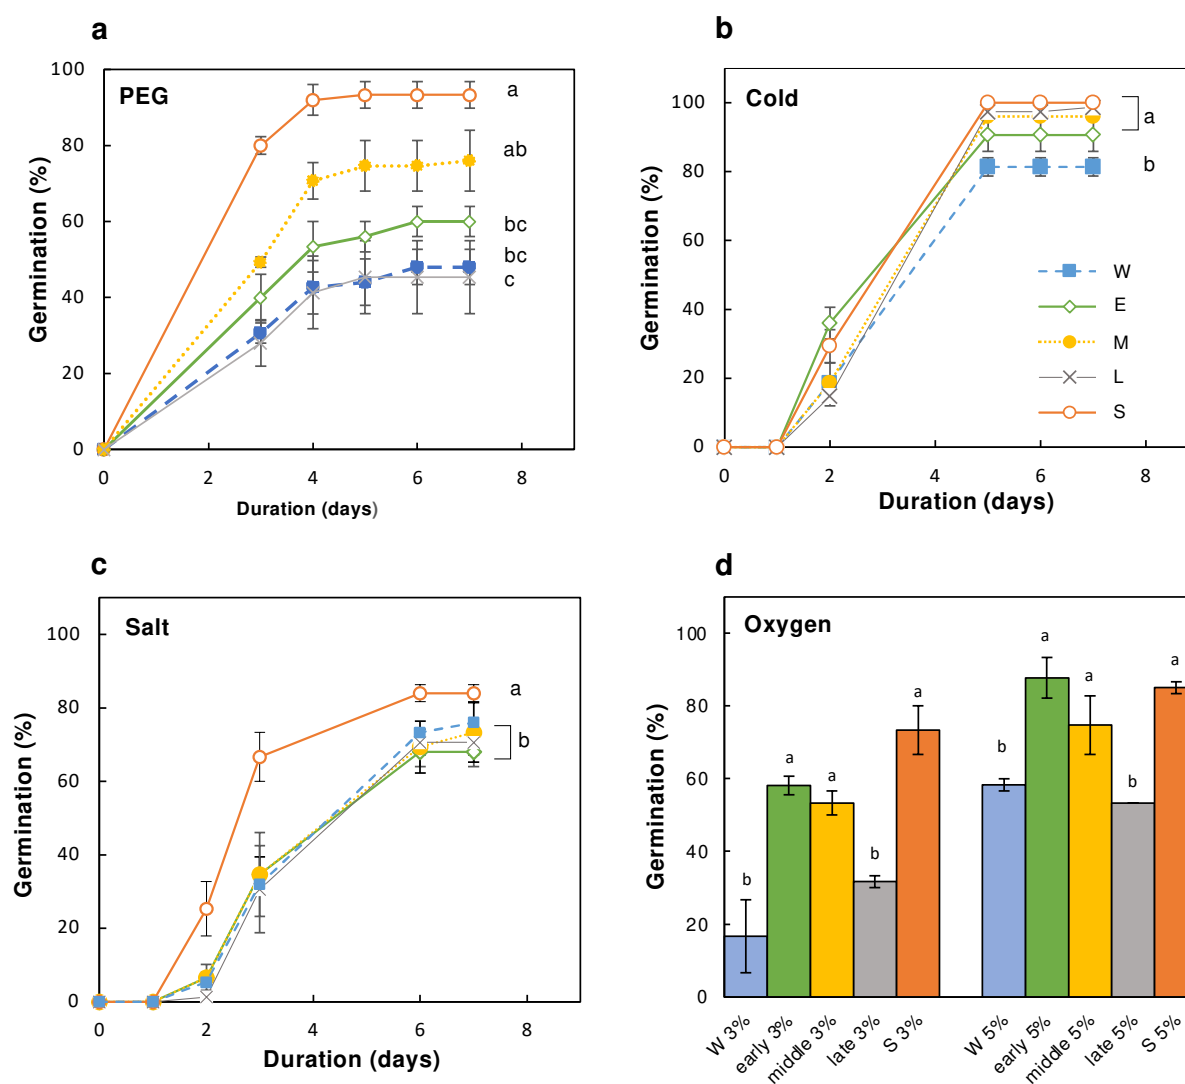 a
PEG
Germination (%)
100
80
60
40
20
0
a
ab
bc
bc
c
0 2 4 6 8
Duration (days)
b
Cold
Germination (%)
100
80
60
40
20
0
a
b
W
E
M
L
S
0 2 4 6 8
Duration (days)
c
Salt
Germination (%)
100
80
60
40
20
0
a
b
0 2 4 6 8
Duration (days)
d
Oxygen
Germination (%)
100
80
60
40
20
0
b
a
a
b
a
b
a
a
b
a
W 3%
early 3%
middle 3%
late 3%
S 3%
W 5%
early 5%
middle 5%
late 5%
S 5%